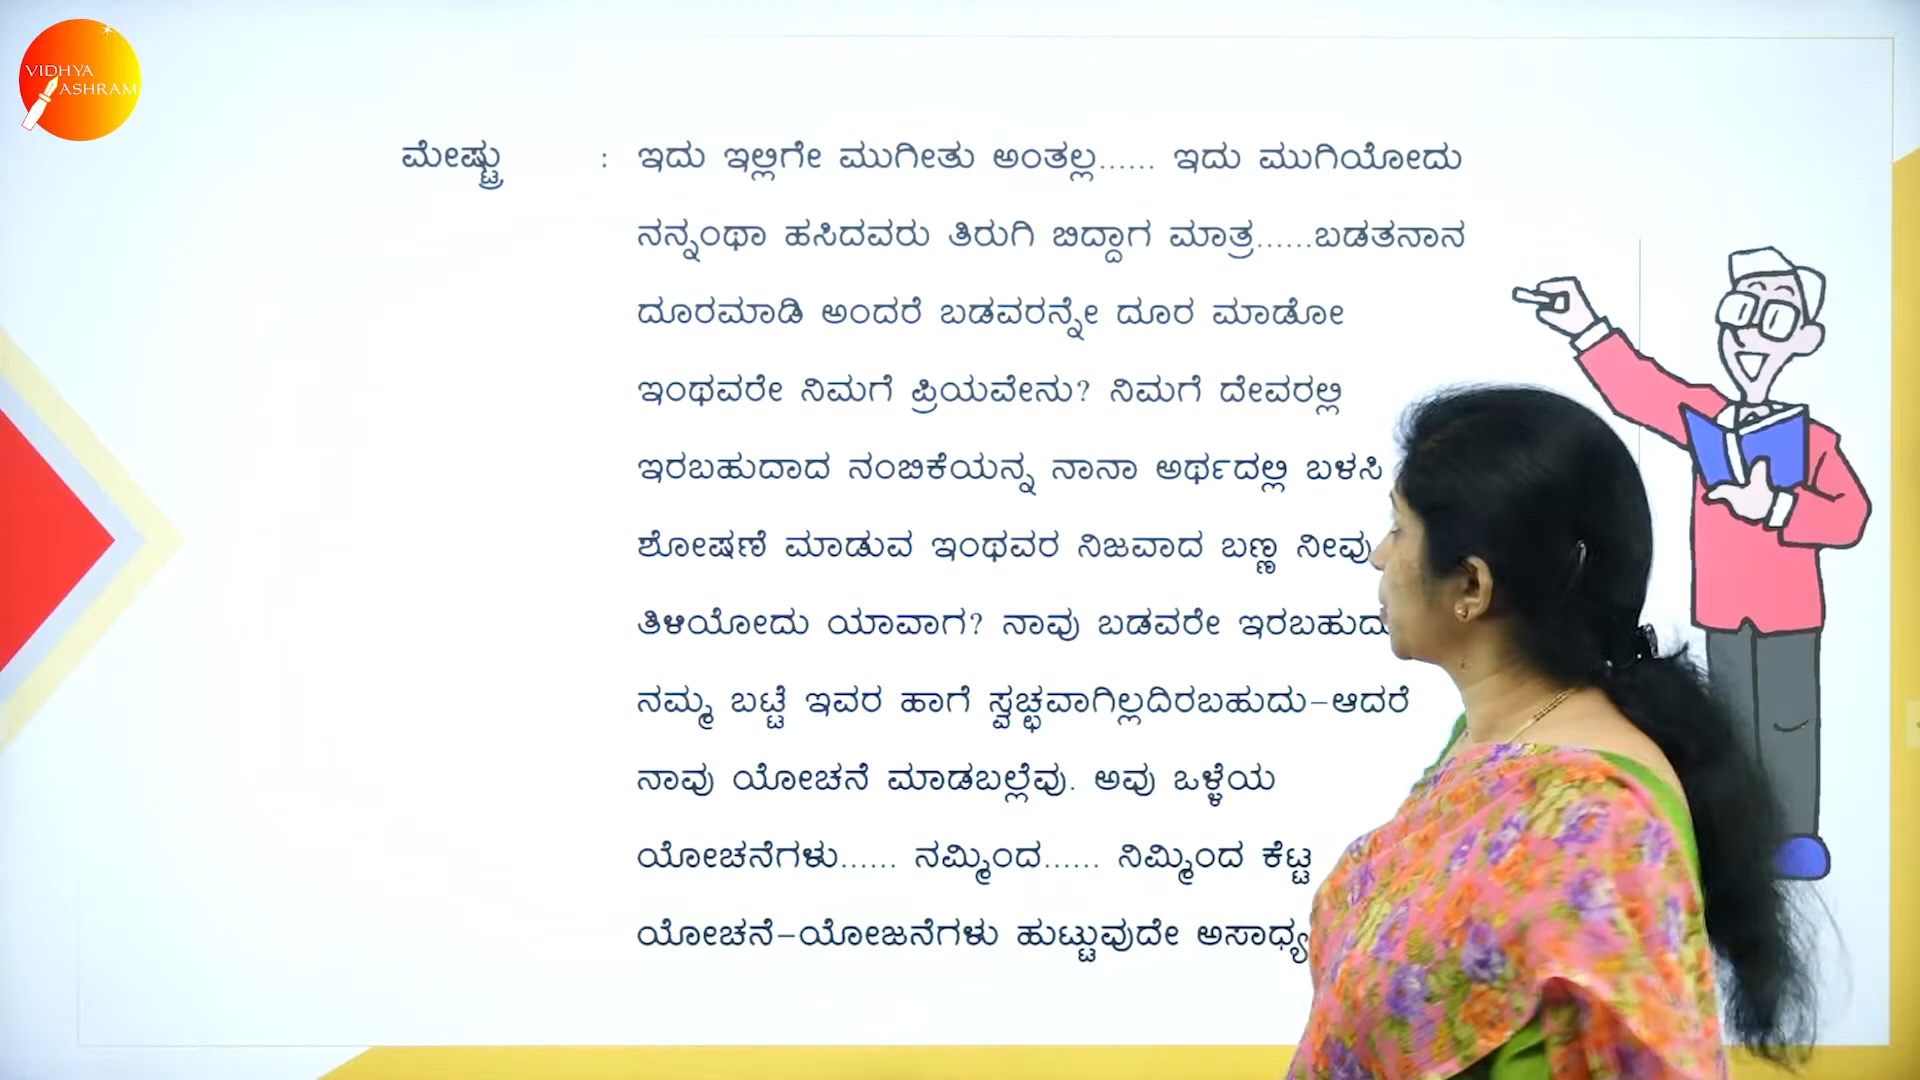 VIDHYA
ASHRAM
ಮೇಷ್ಟ್ರು : ಇದು ಇಲ್ಲಿಗೇ ಮುಗೀತು ಅಂತಲ್ಲ...... ಇದು ಮುಗಿಯೋದು
ನನ್ನಂಥಾ ಹಸಿದವರು ತಿರುಗಿ ಬಿದ್ದಾಗ ಮಾತ್ರ......ಬಡತನಾನ
ದೂರಮಾಡಿ ಅಂದರೆ ಬಡವರನ್ನೇ ದೂರ ಮಾಡೋ
ಇಂಥವರೇ ನಿಮಗೆ ಪ್ರಿಯವೇನು? ನಿಮಗೆ ದೇವರಲ್ಲಿ
ಇರಬಹುದಾದ ನಂಬಿಕೆಯನ್ನ ನಾನಾ ಅರ್ಥದಲ್ಲಿ ಬಳಸಿ
ಶೋಷಣೆ ಮಾಡುವ ಇಂಥವರ ನಿಜವಾದ ಬಣ್ಣ ನೀವು
ತಿಳಿಯೋದು ಯಾವಾಗ? ನಾವು ಬಡವರೇ
ನಮ್ಮ ಬಟ್ಟೆ ಇವರ ಹಾಗೆ ಸ್ವಚ್ಛವಾಗಿಲ್ಲದಿರಬಹುದು-ಆದರೆ
ನಾವು ಯೋಚನೆ ಮಾಡಬಲ್ಲೆವು. ಅವು ಒಳ್ಳೆಯ
ಯೋಚನೆಗಳು...... ನಮ್ಮಿಂದ...... ನಿಮ್ಮಿಂದ ಕೆಟ್ಟ
ಯೋಚನೆ-ಯೋಜನೆಗಳು ಹುಟ್ಟುವುದೇ ಅಸಾಧ್ಯ